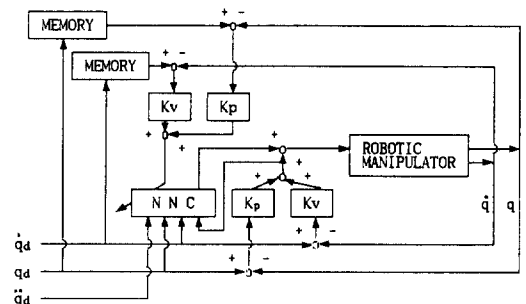 MEMORY
+ -
MEMORY
+ -
Kv
Kp
+ +
+
ROBOTIC
MANIPULATOR
+
+ +
N N C
Kp
Kv
q̇
q
+ -
q̇d
+ -
qd
q̈d